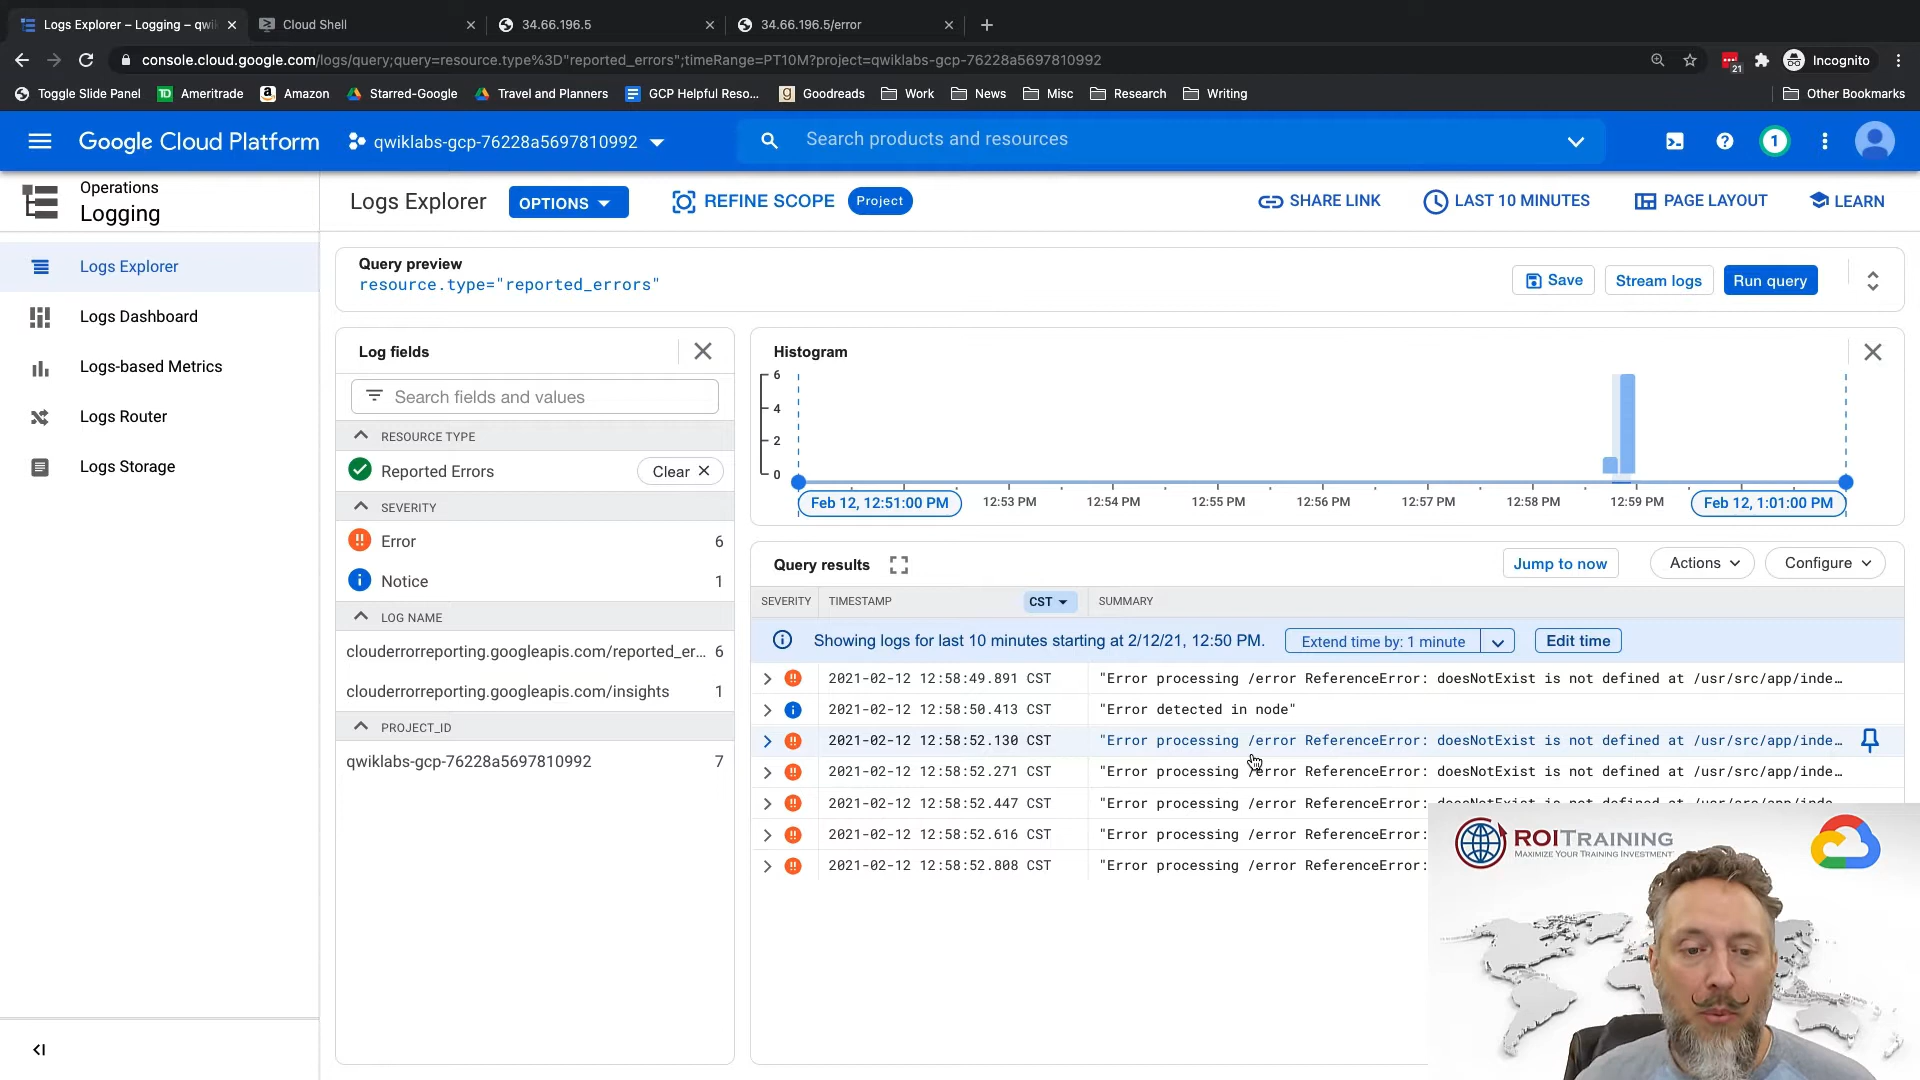 Logs Explorer – Logging – qwi
Cloud Shell
34.66.196.5
34.66.196.5/error
console.cloud.google.com/logs/query;query=resource.type%3D"reported_errors";timeRange=PT10M?project=qwiklabs-gcp-76228a5697810992
21
Incognito
Toggle Slide Panel
TD
Ameritrade
a
Amazon
Starred-Google
Travel and Planners
GCP Helpful Reso...
g
Goodreads
Work
News
Misc
Research
Writing
Other Bookmarks
Google Cloud Platform
qwiklabs-gcp-76228a5697810992
Search products and resources
1
Operations
Logging
Logs Explorer
OPTIONS
REFINE SCOPE
Project
SHARE LINK
LAST 10 MINUTES
PAGE LAYOUT
LEARN
Logs Explorer
Logs Dashboard
Logs-based Metrics
Logs Router
Logs Storage
Query preview
resource.type="reported_errors"
Save
Stream logs
Run query
Log fields
Search fields and values
RESOURCE TYPE
Reported Errors
Clear
SEVERITY
Error 6
Notice 1
LOG NAME
clouderrorreporting.googleapis.com/reported_er... 6
clouderrorreporting.googleapis.com/insights 1
PROJECT_ID
qwiklabs-gcp-76228a5697810992 7
Histogram
6
4
2
0
Feb 12, 12:51:00 PM
12:53 PM
12:54 PM
12:55 PM
12:56 PM
12:57 PM
12:58 PM
12:59 PM
Feb 12, 1:01:00 PM
Query results
Jump to now
Actions
Configure
SEVERITY TIMESTAMP CST SUMMARY
Showing logs for last 10 minutes starting at 2/12/21, 12:50 PM.
Extend time by: 1 minute
Edit time
2021-02-12 12:58:49.891 CST "Error processing /error ReferenceError: doesNotExist is not defined at /usr/src/app/inde…
2021-02-12 12:58:50.413 CST "Error detected in node"
2021-02-12 12:58:52.130 CST "Error processing /error ReferenceError: doesNotExist is not defined at /usr/src/app/inde…
2021-02-12 12:58:52.271 CST "Error processing /error ReferenceError: doesNotExist is not defined at /usr/src/app/inde…
2021-02-12 12:58:52.447 CST "Error processing /error ReferenceError: doesNotExist is not defined at /usr/src/app/inde…
2021-02-12 12:58:52.616 CST "Error processing /error ReferenceError:
2021-02-12 12:58:52.808 CST "Error processing /error ReferenceError:
ROI TRAINING
MAXIMIZE YOUR TRAINING INVESTMENT